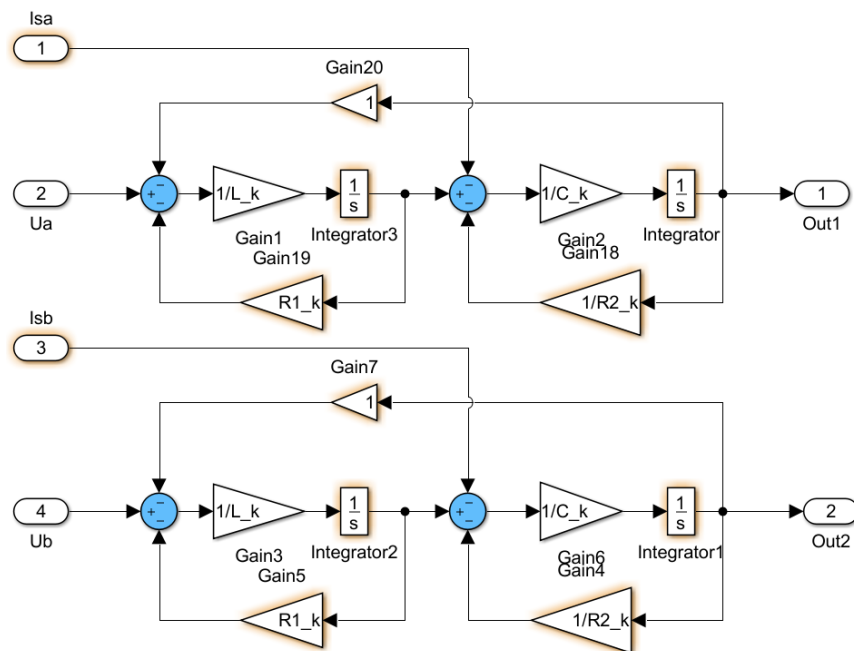 Isa
1
Gain20
1
2
Ua
+
−
−
1/L_k
1
s
+
−
−
1/C_k
1
s
1
Out1
Gain1
Integrator3
Gain2
Integrator
Gain19
Gain18
R1_k
1/R2_k
Isb
3
Gain7
1
4
Ub
+
−
−
1/L_k
1
s
+
−
−
1/C_k
1
s
2
Out2
Gain3
Integrator2
Gain6
Integrator1
Gain5
Gain4
R1_k
1/R2_k